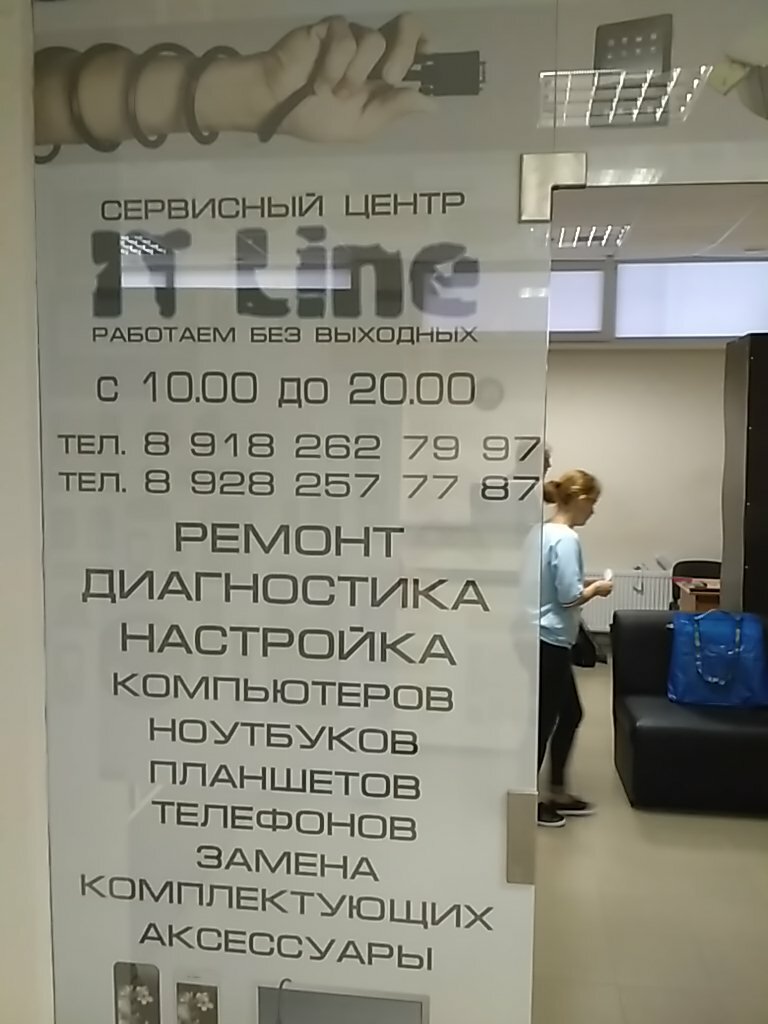 СЕРВИСНЫЙ ЦЕНТР
IT Line
РАБОТАЕМ БЕЗ ВЫХОДНЫХ
с 10.00 до 20.00
ТЕЛ. 8 918 262 79 97
ТЕЛ. 8 928 257 77 87
РЕМОНТ
ДИАГНОСТИКА
НАСТРОЙКА
КОМПЬЮТЕРОВ
НОУТБУКОВ
ПЛАНШЕТОВ
ТЕЛЕФОНОВ
ЗАМЕНА
КОМПЛЕКТУЮЩИХ
АКСЕССУАРЫ